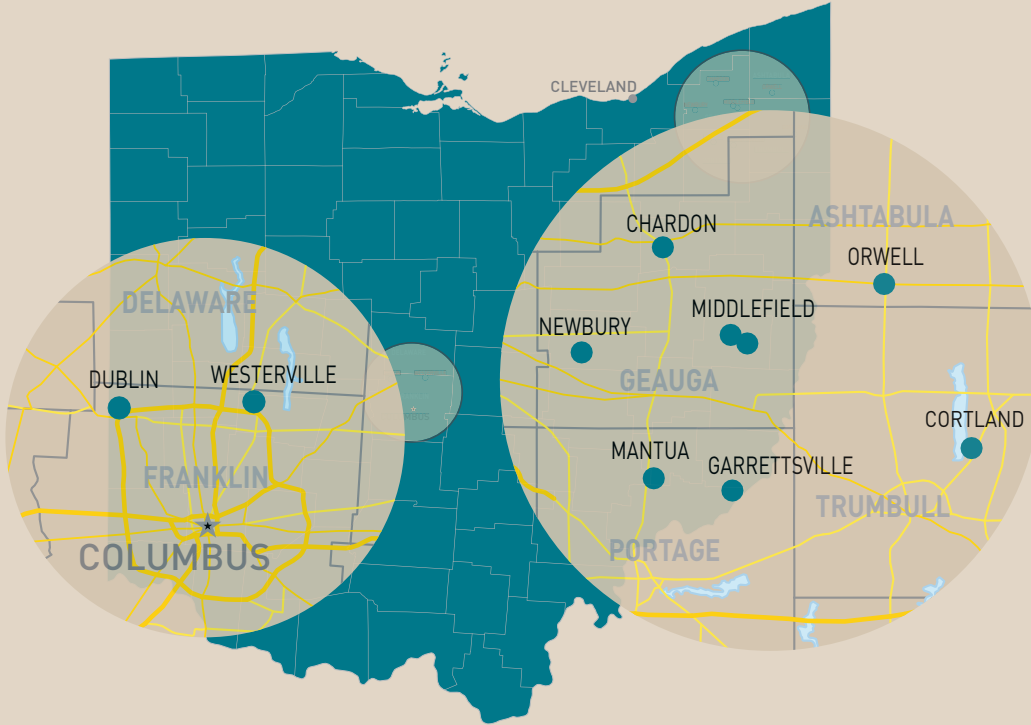 CLEVELAND
CHARDON
ASHTABULA
ORWELL
DELAWARE
MIDDLEFIELD
NEWBURY
DUBLIN
WESTERVILLE
GEAUGA
CORTLAND
MANTUA
GARRETTSVILLE
FRANKLIN
TRUMBULL
COLUMBUS
PORTAGE